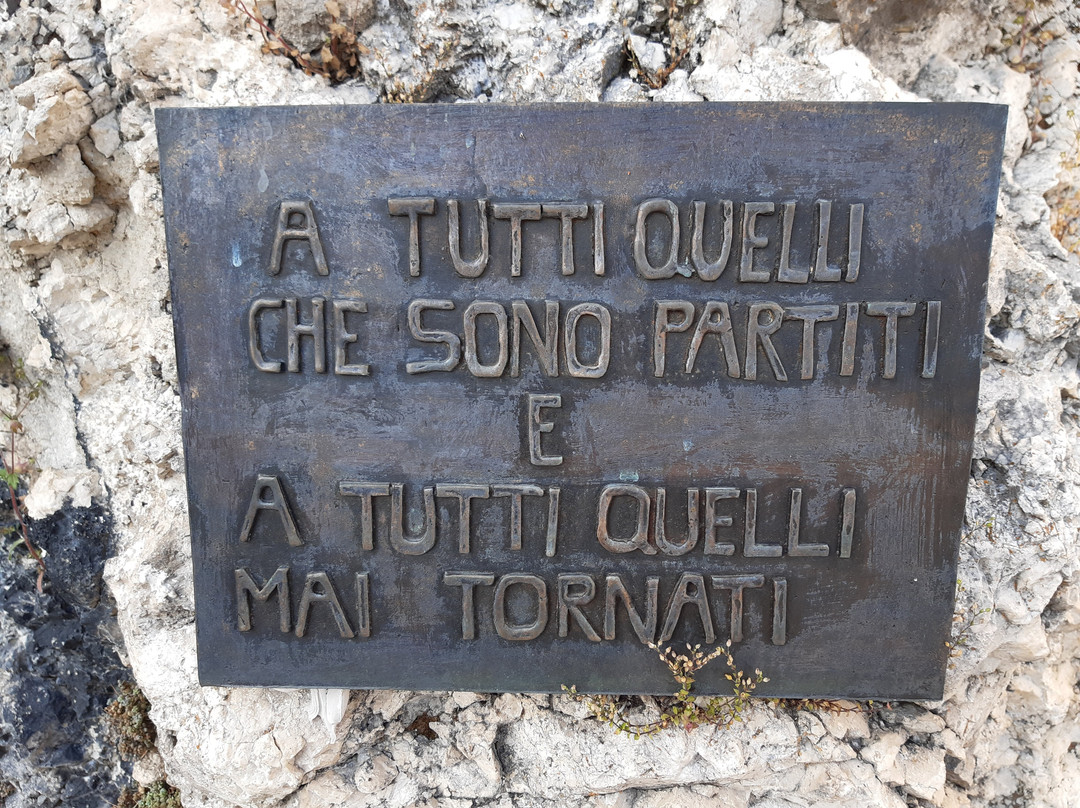 A TUTTI QUELLI
CHE SONO PARTITI
E
A TUTTI QUELLI
MAI TORNATI